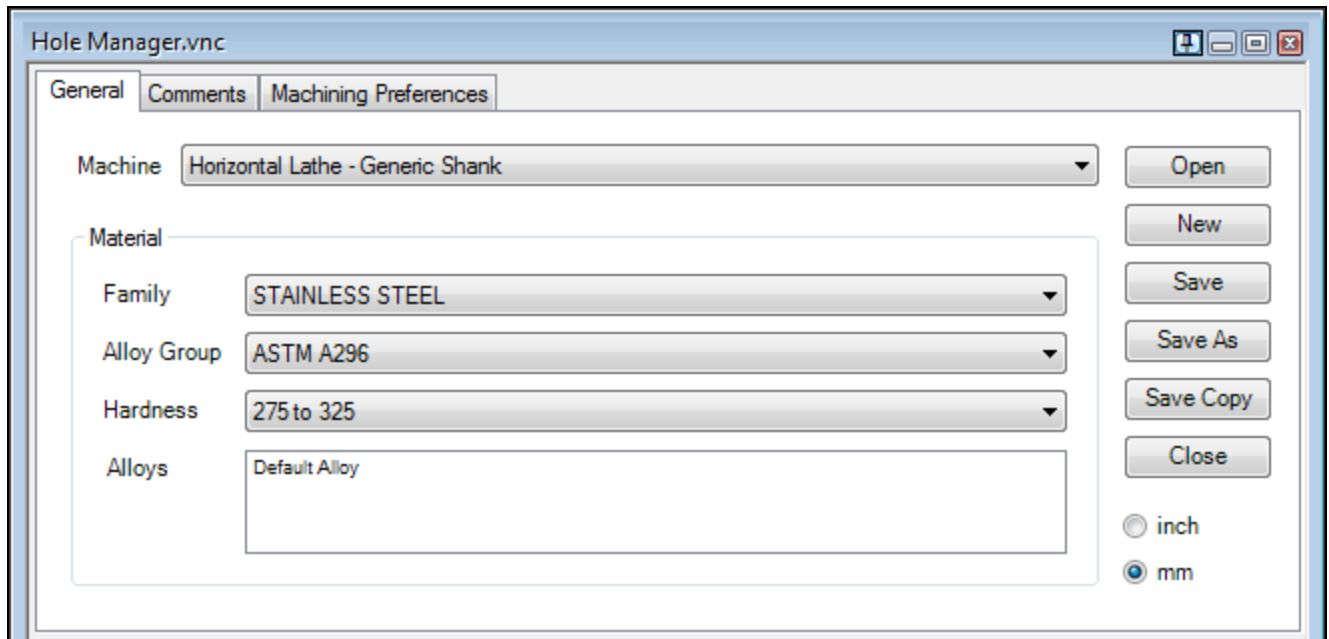 Hole Manager.vnc
General Comments Machining Preferences
Machine Horizontal Lathe - Generic Shank
Open
New
Material
Family STAINLESS STEEL
Save
Alloy Group ASTM A296
Save As
Hardness 275 to 325
Save Copy
Alloys Default Alloy
Close
inch
mm